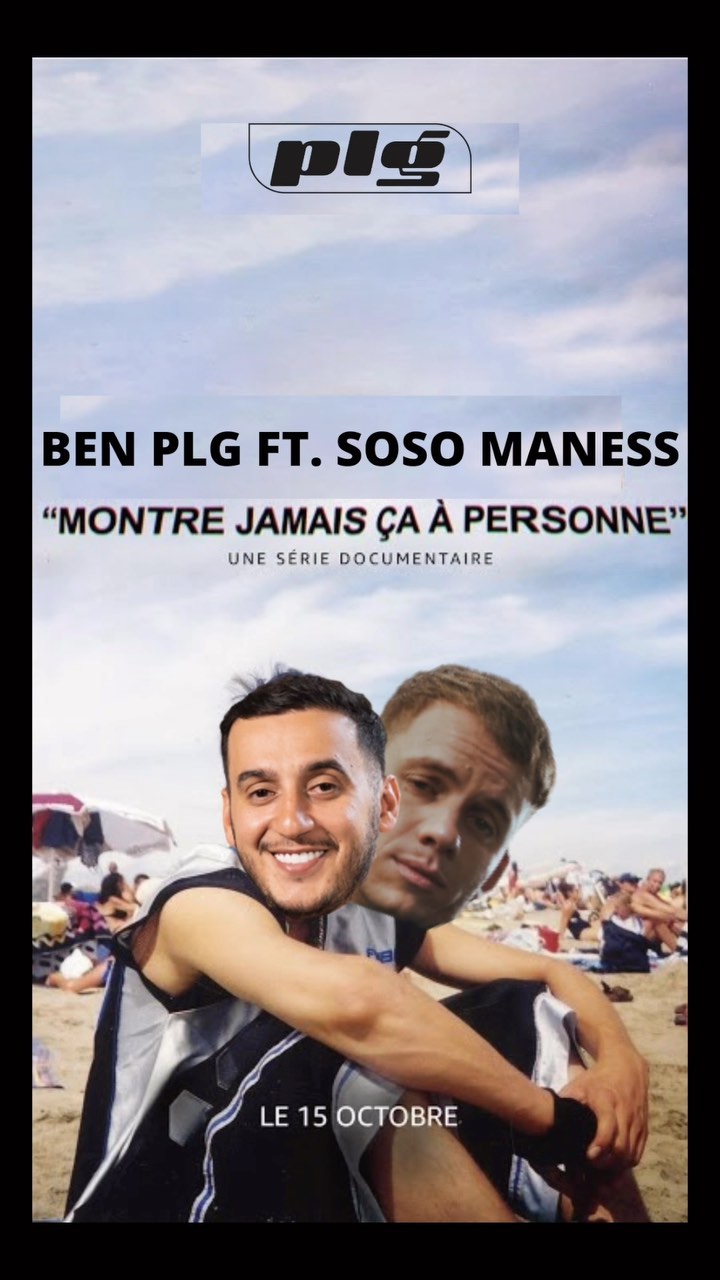 plg
BEN PLG FT. SOSO MANESS
“MONTRE JAMAIS ÇA À PERSONNE”
UNE SÉRIE DOCUMENTAIRE
LE 15 OCTOBRE